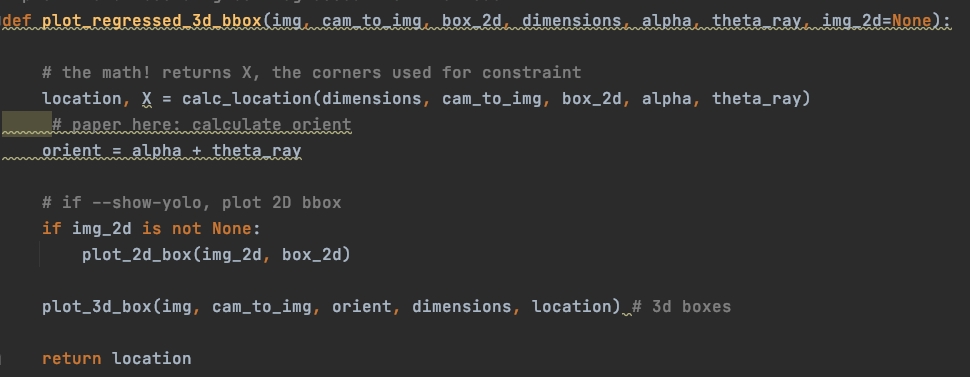 def plot_regressed_3d_bbox(img, cam_to_img, box_2d, dimensions, alpha, theta_ray, img_2d=None):
# the math! returns X, the corners used for constraint
location, X = calc_location(dimensions, cam_to_img, box_2d, alpha, theta_ray)
# paper here: calculate orient
orient = alpha + theta_ray
# if --show-yolo, plot 2D bbox
if img_2d is not None:
plot_2d_box(img_2d, box_2d)
plot_3d_box(img, cam_to_img, orient, dimensions, location) # 3d boxes
return location